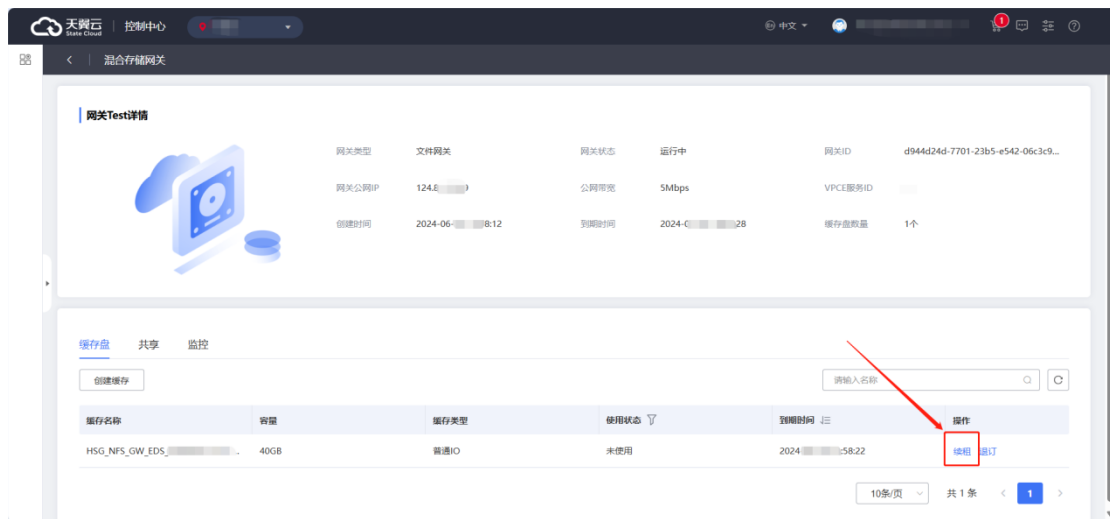 天翼云 State Cloud 控制中心 中文 1
混合存储网关
网关Test详情
网关类型 文件网关 网关状态 运行中 网关ID d944d24d-7701-23b5-e542-06c3c9...
网关公网IP 124.8 9 公网带宽 5Mbps VPCE服务ID
创建时间 2024-06- 8:12 到期时间 2024-0 28 缓存盘数量 1个
缓存盘 共享 监控
创建缓存 请输入名称
缓存名称 容量 缓存类型 使用状态 到期时间 操作
HSG_NFS_GW_EDS_ . 40GB 普通IO 未使用 2024 :58:22 续租 退订
10条/页 共 1 条 1